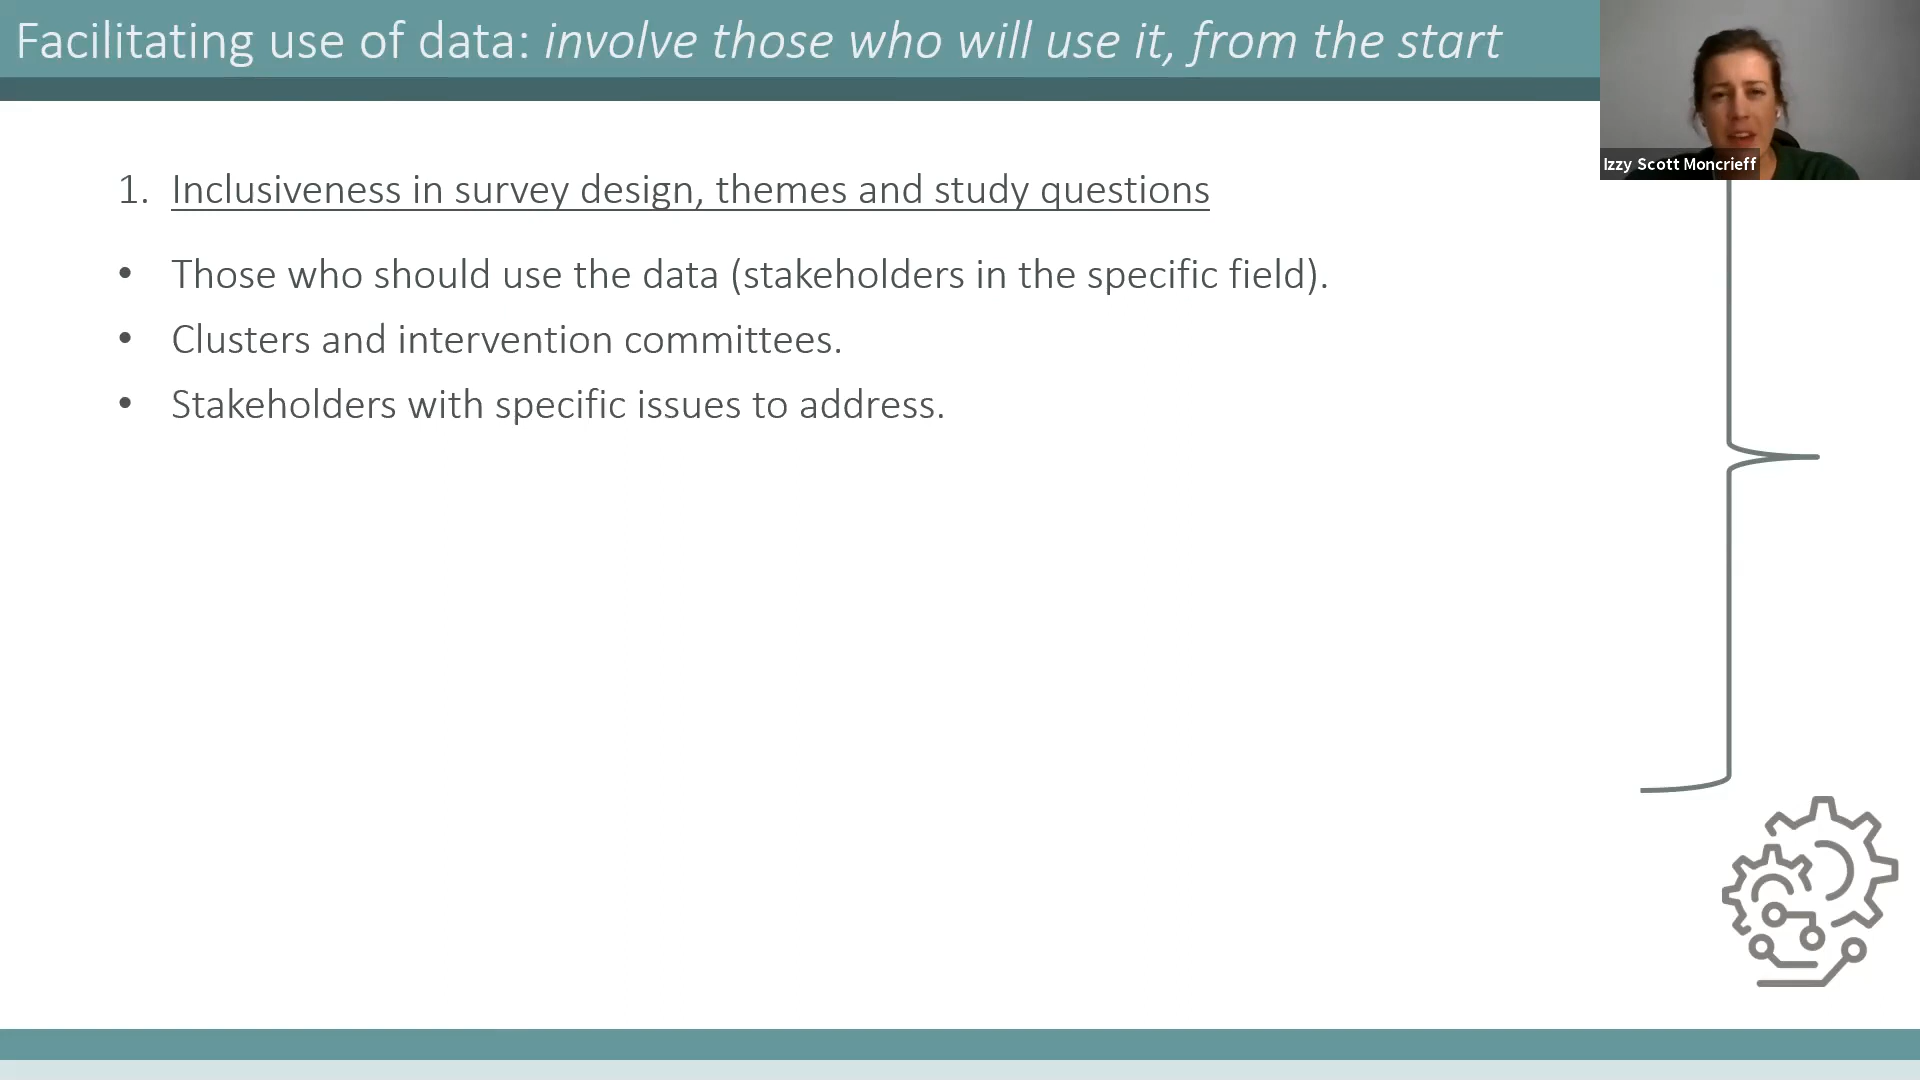 Facilitating use of data: involve those who will use it, from the start
Izzy Scott Moncrieff
1. Inclusiveness in survey design, themes and study questions
• Those who should use the data (stakeholders in the specific field).
• Clusters and intervention committees.
• Stakeholders with specific issues to address.